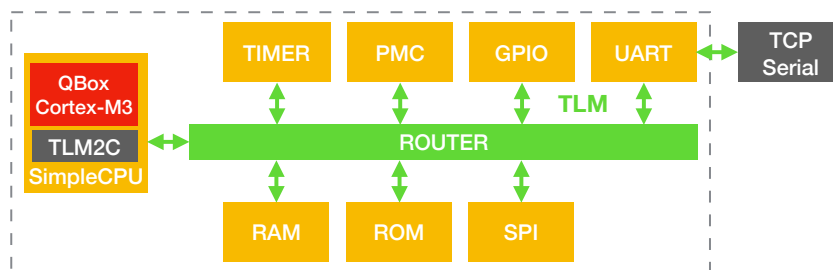 TIMER
PMC
GPIO
UART
TCP
Serial
QBox
Cortex-M3
TLM2C
SimpleCPU
TLM
ROUTER
RAM
ROM
SPI